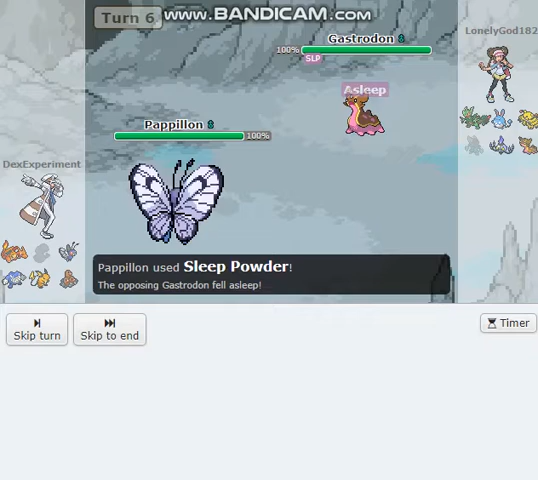 Turn 6
WWW.BANDICAM.COM
LonelyGod182
Gastrodon
100%
SLP
Asleep
Pappillon
100%
DexExperiment
Pappillon used Sleep Powder!
The opposing Gastrodon fell asleep!
Skip turn
Skip to end
Timer